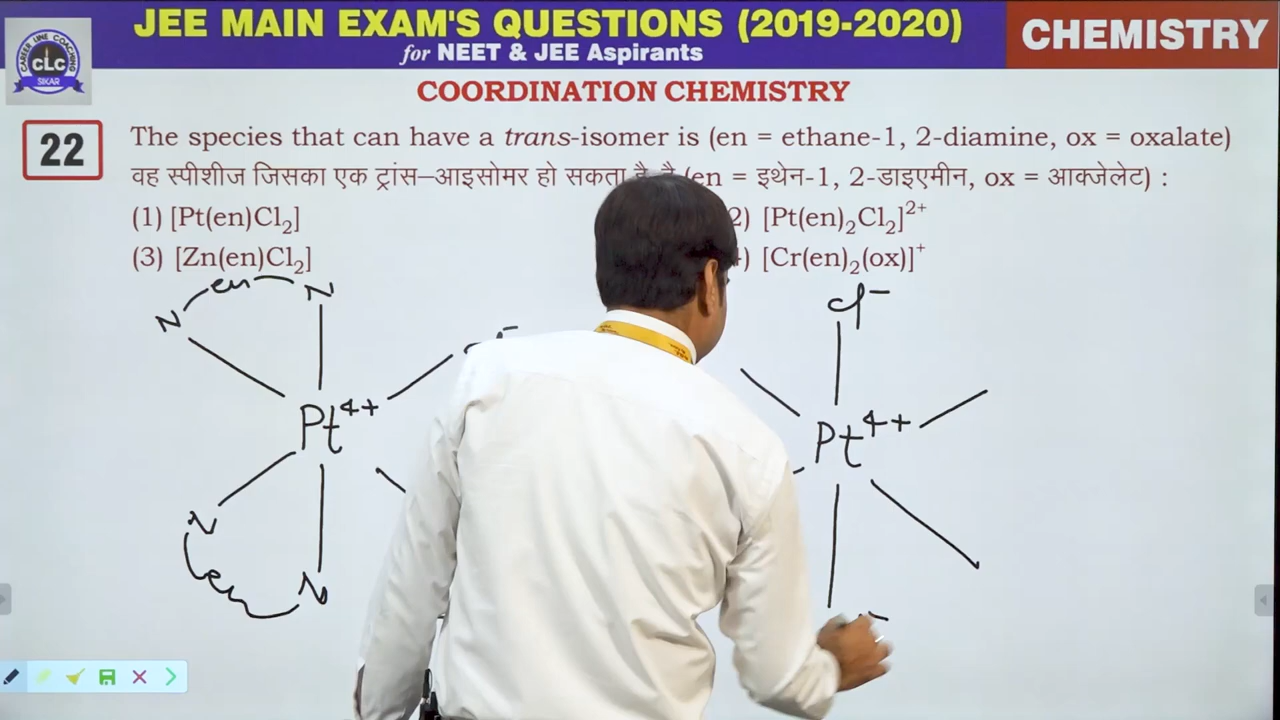 JEE MAIN EXAM'S QUESTIONS (2019-2020)
for NEET & JEE Aspirants
CHEMISTRY
CAREER LINE COACHING
CLC
SIKAR
COORDINATION CHEMISTRY
22
The species that can have a trans-isomer is (en = ethane-1, 2-diamine, ox = oxalate)
वह स्पीशीज जिसका एक ट्रांस–आइसोमर हो सकता है (en = इथेन-1, 2-डाइएमीन, ox = आक्जेलेट) :
(1) [Pt(en)Cl₂]
2) [Pt(en)₂Cl₂]²⁺
(3) [Zn(en)Cl₂]
) [Cr(en)₂(ox)]⁺
en
N N
Cl⁻
Pt⁴⁺
Pt⁴⁺
N
en
N